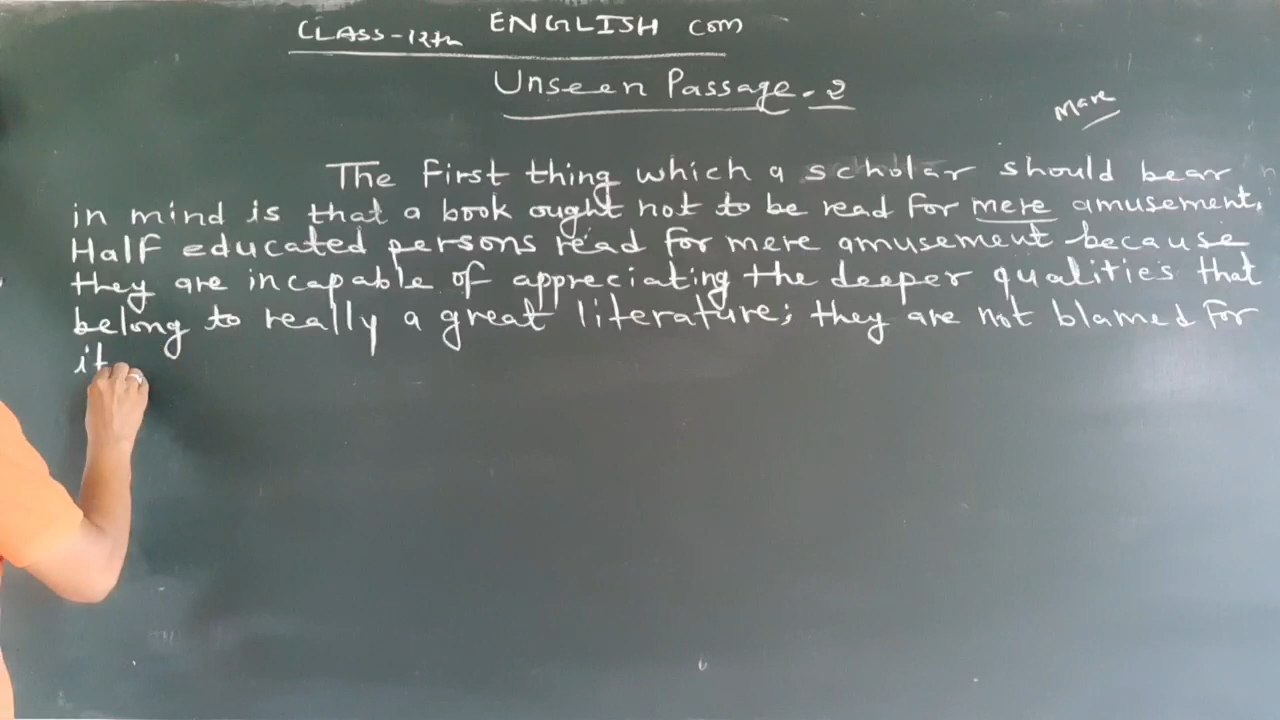 CLASS-12th ENGLISH Com
Unseen Passage.2
Mare
The first thing which a scholar should bear
in mind is that a book ought not to be read for mere amusement.
Half educated persons read for mere amusement because
they are incapable of appreciating the deeper qualities that
belong to really a great literature; they are not blamed for
it